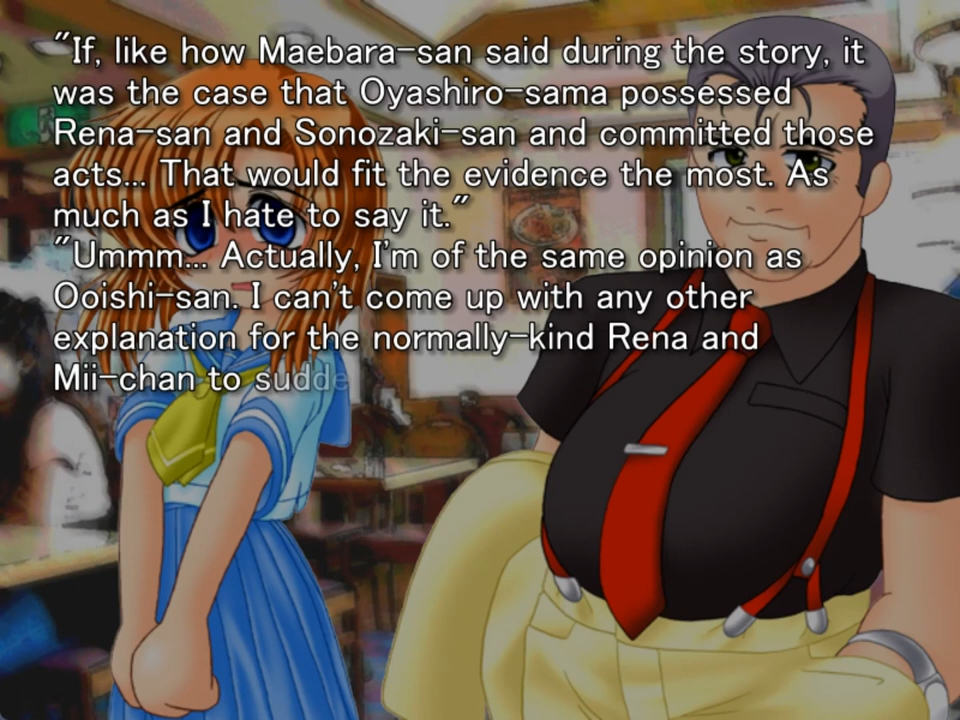 "If, like how Maebara-san said during the story, it
was the case that Oyashiro-sama possessed
Rena-san and Sonozaki-san and committed those
acts... That would fit the evidence the most. As
much as I hate to say it."
"Ummm... Actually, I'm of the same opinion as
Ooishi-san. I can't come up with any other
explanation for the normally-kind Rena and
Mii-chan to sudde